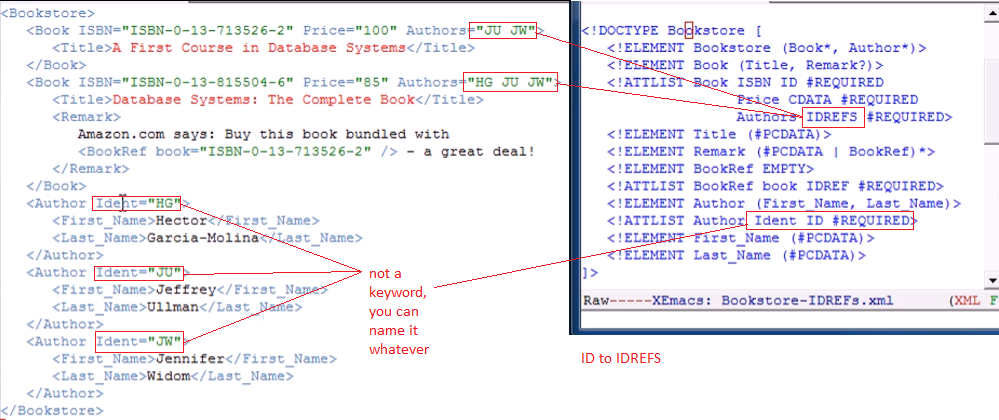 <Bookstore>
<Book ISBN="ISBN-0-13-713526-2" Price="100" Authors="JU JW">
<Title>A First Course in Database Systems</Title>
</Book>
<Book ISBN="ISBN-0-13-815504-6" Price="85" Authors="HG JU JW">
<Title>Database Systems: The Complete Book</Title>
<Remark>
Amazon.com says: Buy this book bundled with
<BookRef book="ISBN-0-13-713526-2" /> - a great deal!
</Remark>
</Book>
<Author Ident="HG">
<First_Name>Hector</First_Name>
<Last_Name>Garcia-Molina</Last_Name>
</Author>
<Author Ident="JU">
<First_Name>Jeffrey</First_Name>
<Last_Name>Ullman</Last_Name>
</Author>
<Author Ident="JW">
<First_Name>Jennifer</First_Name>
<Last_Name>Widom</Last_Name>
</Author>
</Bookstore>
not a
keyword,
you can
name it
whatever
<!DOCTYPE Bookstore [
<!ELEMENT Bookstore (Book*, Author*)>
<!ELEMENT Book (Title, Remark?)>
<!ATTLIST Book ISBN ID #REQUIRED
Price CDATA #REQUIRED
Authors IDREFS #REQUIRED>
<!ELEMENT Title (#PCDATA)>
<!ELEMENT Remark (#PCDATA | BookRef)*>
<!ELEMENT BookRef EMPTY>
<!ATTLIST BookRef book IDREF #REQUIRED>
<!ELEMENT Author (First_Name, Last_Name)>
<!ATTLIST Author Ident ID #REQUIRED>
<!ELEMENT First_Name (#PCDATA)>
<!ELEMENT Last_Name (#PCDATA)>
]>
Raw-----XEmacs: Bookstore-IDREFs.xml (XML F
ID to IDREFS